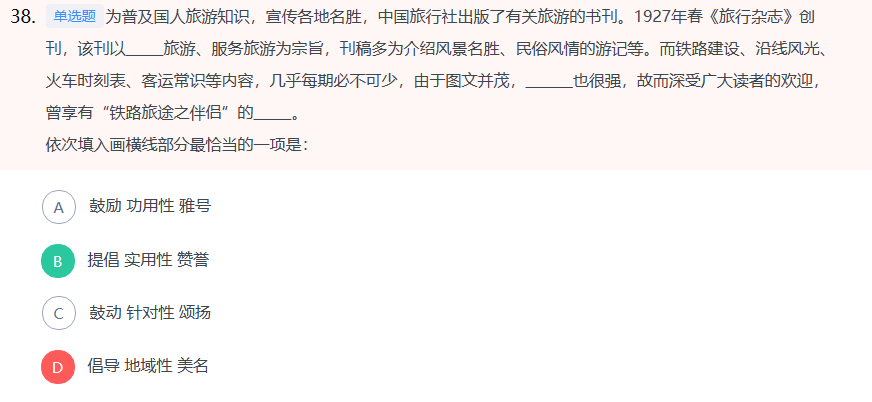 38. 单选题 为普及国人旅游知识，宣传各地名胜，中国旅行社出版了有关旅游的书刊。1927年春《旅行杂志》创
刊，该刊以_____旅游、服务旅游为宗旨，刊稿多为介绍风景名胜、民俗风情的游记等。而铁路建设、沿线风光、
火车时刻表、客运常识等内容，几乎每期必不可少，由于图文并茂，______也很强，故而深受广大读者的欢迎，
曾享有“铁路旅途之伴侣”的_____。
依次填入画横线部分最恰当的一项是：
A 鼓励 功用性 雅号
B 提倡 实用性 赞誉
C 鼓动 针对性 颂扬
D 倡导 地域性 美名